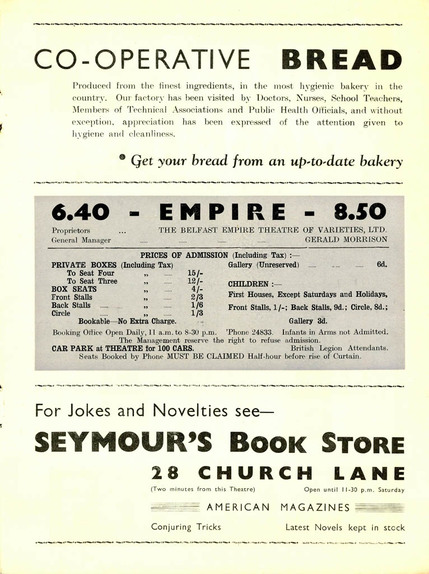 CO-OPERATIVE BREAD
Produced from the finest ingredients, in the most hygienic bakery in the
country. Our factory has been visited by Doctors, Nurses, School Teachers,
Members of Technical Associations and Public Health Officials, and without
exception, appreciation has been expressed of the attention given to
hygiene and cleanliness.
• Get your bread from an up-to-date bakery
6.40 - EMPIRE - 8.50
Proprietors ... THE BELFAST EMPIRE THEATRE OF VARIETIES, LTD.
General Manager ... ... ... ... GERALD MORRISON
PRICES OF ADMISSION (Including Tax) :—
PRIVATE BOXES (Including Tax)
To Seat Four „ 15/-
To Seat Three „ 12/-
BOX SEATS „ 4/-
Front Stalls „ 2/3
Back Stalls „ 1/6
Circle „ 1/3
Bookable—No Extra Charge.
Gallery (Unreserved) ... ... 6d.
CHILDREN :—
First Houses, Except Saturdays and Holidays,
Front Stalls, 1/-; Back Stalls, 9d.; Circle, 8d.;
Gallery 3d.
Booking Office Open Daily, 11 a.m. to 8-30 p.m. 'Phone 24833. Infants in Arms not Admitted.
The Management reserve the right to refuse admission.
CAR PARK at THEATRE for 100 CARS. British Legion Attendants.
Seats Booked by Phone MUST BE CLAIMED Half-hour before rise of Curtain.
For Jokes and Novelties see—
SEYMOUR'S BOOK STORE
28 CHURCH LANE
(Two minutes from this Theatre) Open until 11-30 p.m. Saturday
AMERICAN MAGAZINES
Conjuring Tricks Latest Novels kept in stock